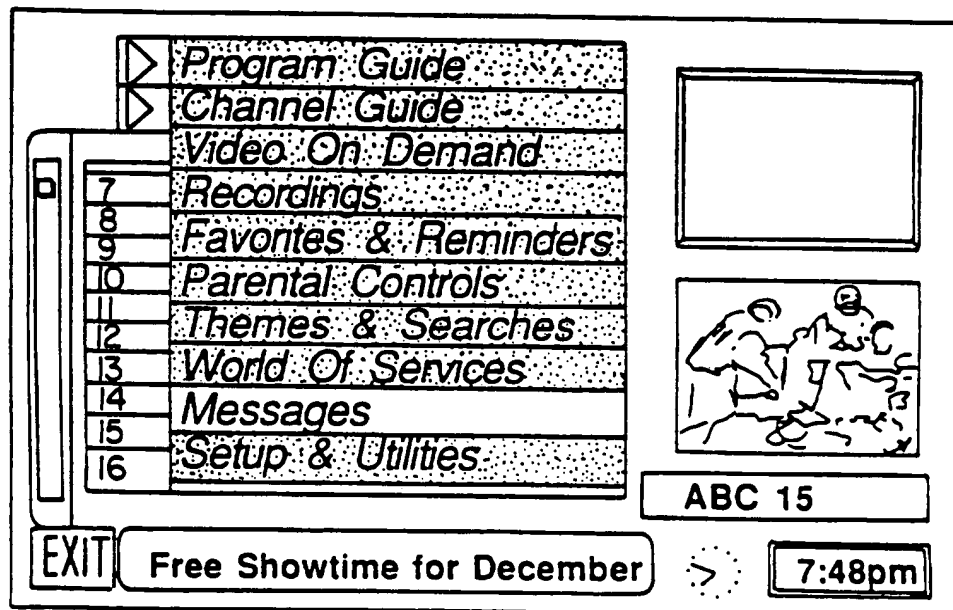 Program Guide
Channel Guide
Video On Demand
7 Recordings
8
9 Favorites & Reminders
10 Parental Controls
11
12 Themes & Searches
13 World Of Services
14 Messages
15
16 Setup & Utilities
ABC 15
EXIT Free Showtime for December 7:48pm